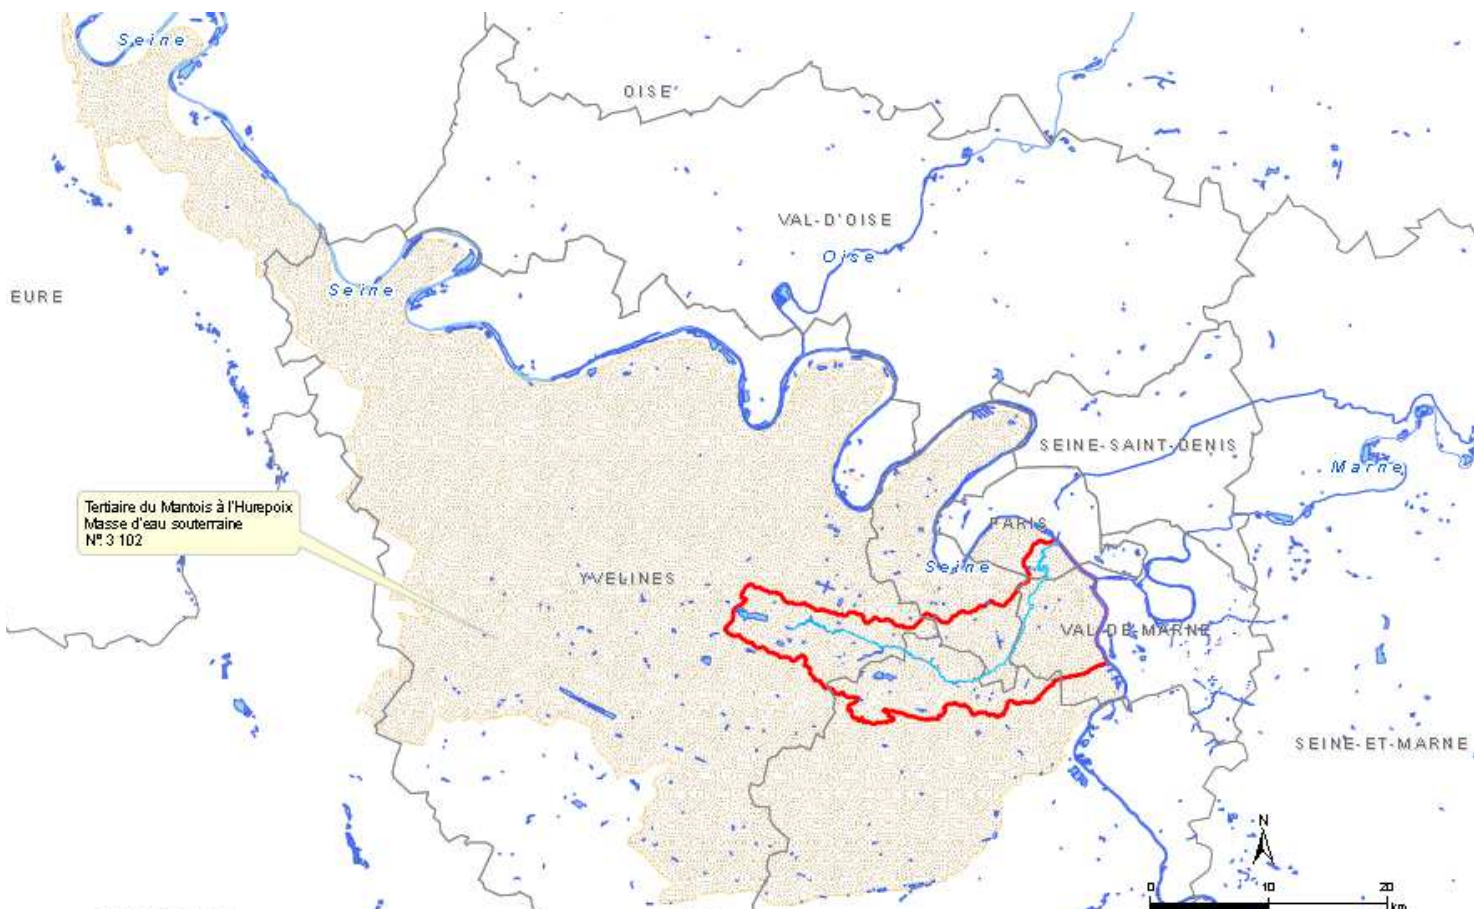 Seine
OISE
VAL-D'OISE
Oise
EURE
Seine
SEINE-SAINT-DENIS
Marne
Tertiaire du Mantois à l'Hurepoix
Masse d'eau souterraine
N° 3 102
PARIS
Seine
YVELINES
VAL-DE-MARNE
SEINE-ET-MARNE
N
0 10 20
km